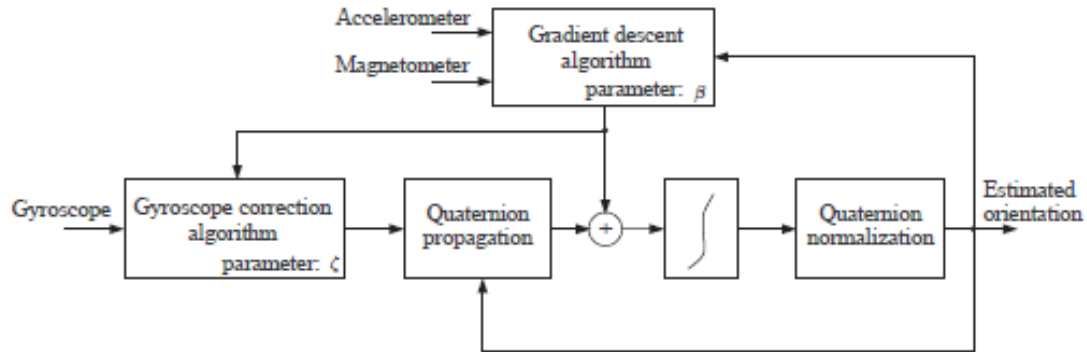 Accelerometer
Magnetometer
Gradient descent
algorithm
parameter: β
Gyroscope
Gyroscope correction
algorithm
parameter: ζ
Quaternion
propagation
+
Quaternion
normalization
Estimated
orientation